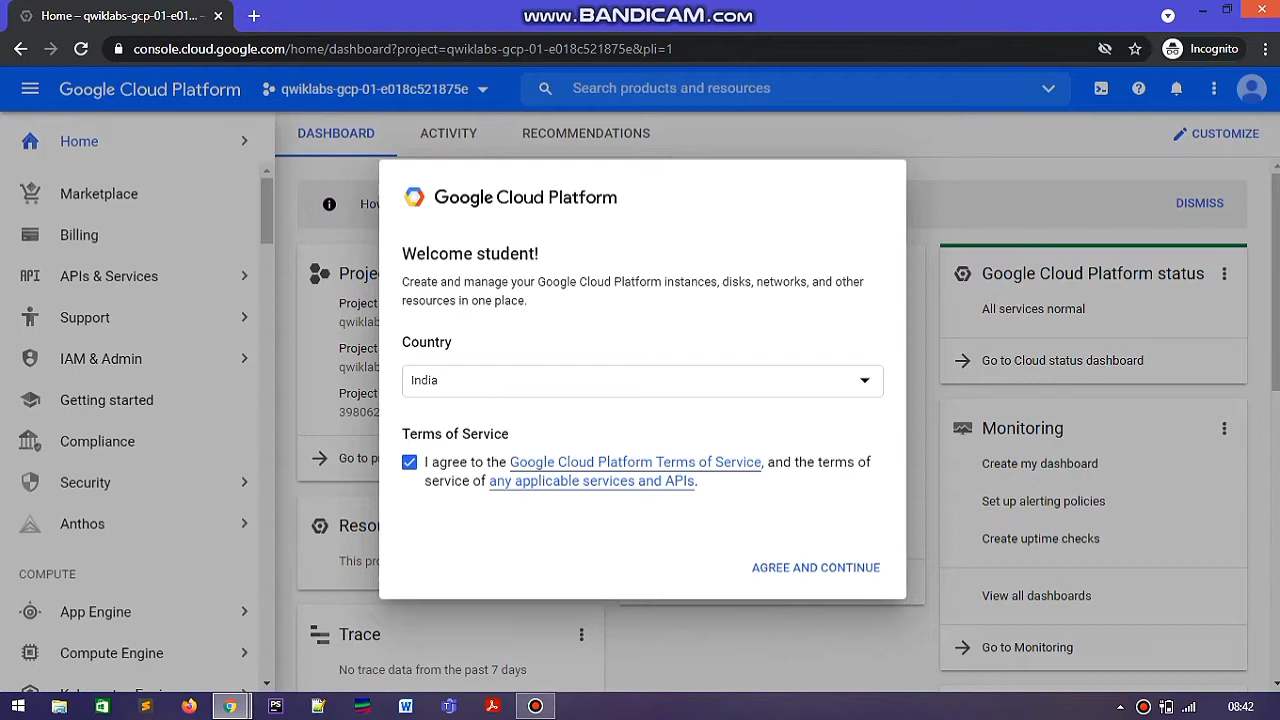 www.BANDICAM.com
Home – qwiklabs-gcp-01-e01...
console.cloud.google.com/home/dashboard?project=qwiklabs-gcp-01-e018c521875e&pli=1
Incognito
Google Cloud Platform
qwiklabs-gcp-01-e018c521875e
Search products and resources
Home
Marketplace
Billing
API APIs & Services
Support
IAM & Admin
Getting started
Compliance
Security
Anthos
COMPUTE
App Engine
Compute Engine
DASHBOARD
ACTIVITY
RECOMMENDATIONS
CUSTOMIZE
DISMISS
Project
qwiklabs
Project
qwiklabs
Project
398062
Go to
This
Trace
No trace data from the past 7 days
Google Cloud Platform
Welcome student!
Create and manage your Google Cloud Platform instances, disks, networks, and other
resources in one place.
Country
India
Terms of Service
I agree to the Google Cloud Platform Terms of Service, and the terms of
service of any applicable services and APIs.
AGREE AND CONTINUE
Google Cloud Platform status
All services normal
Go to Cloud status dashboard
Monitoring
Create my dashboard
Set up alerting policies
Create uptime checks
View all dashboards
Go to Monitoring
08:42